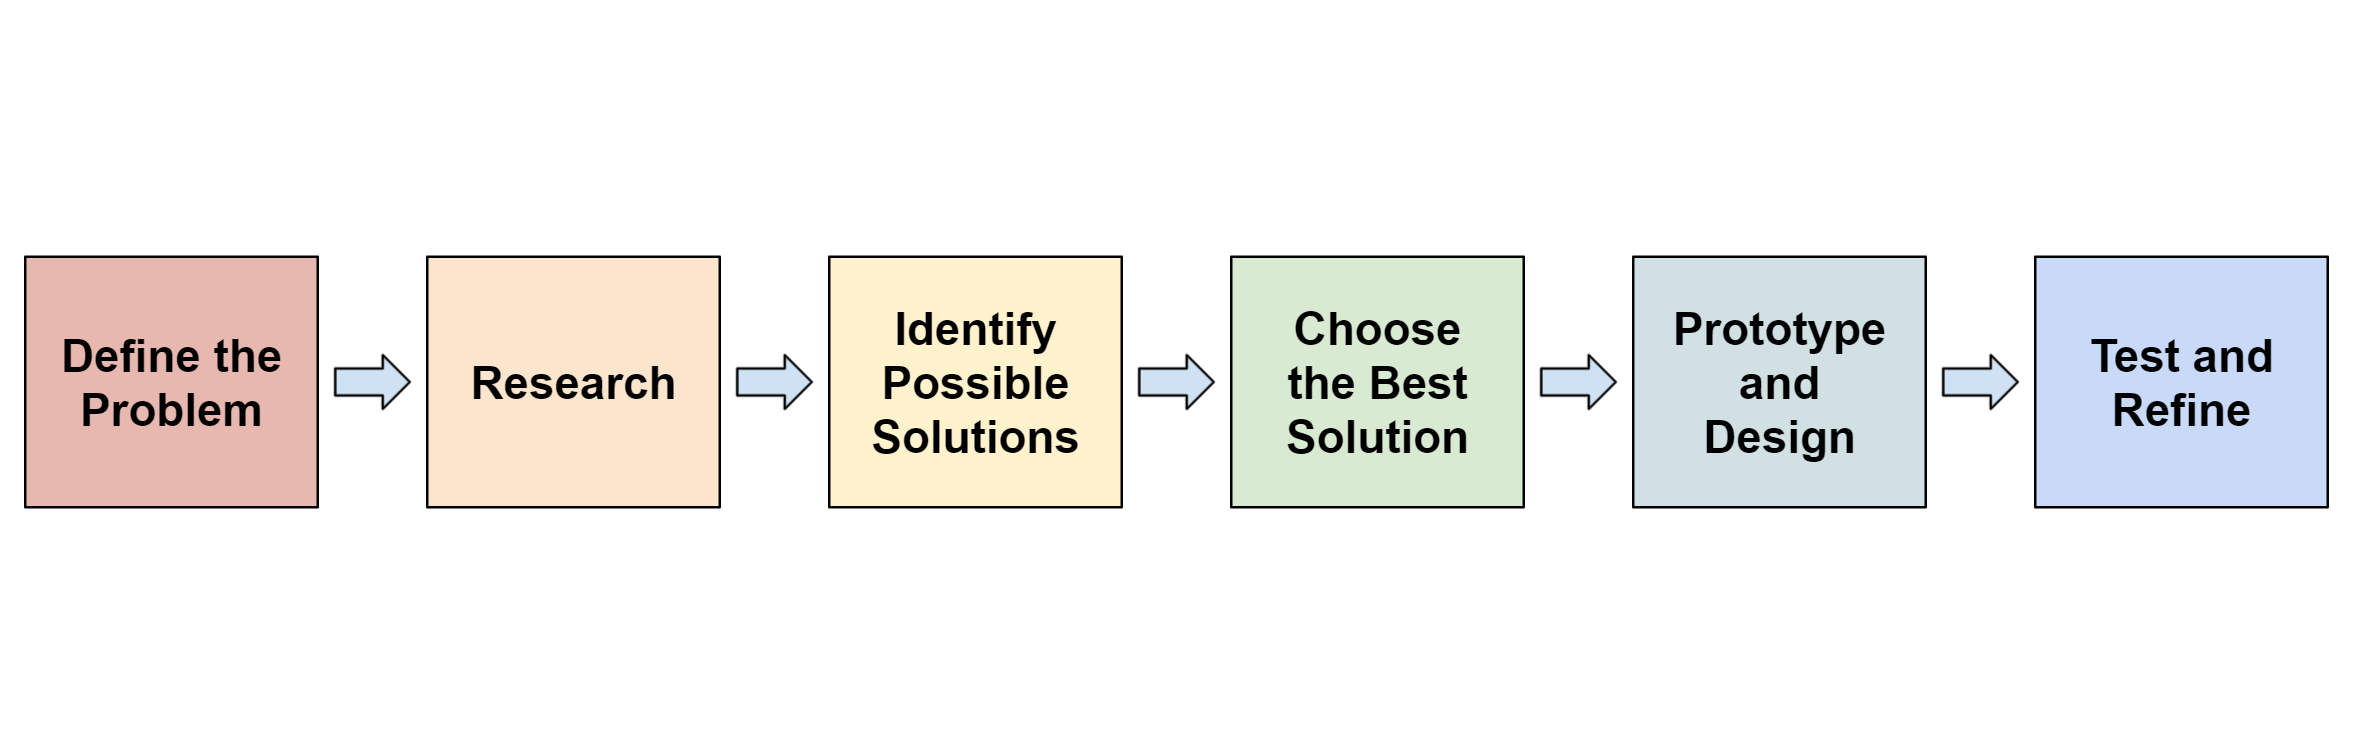 Define the
Problem
Research
Identify
Possible
Solutions
Choose
the Best
Solution
Prototype
and
Design
Test and
Refine